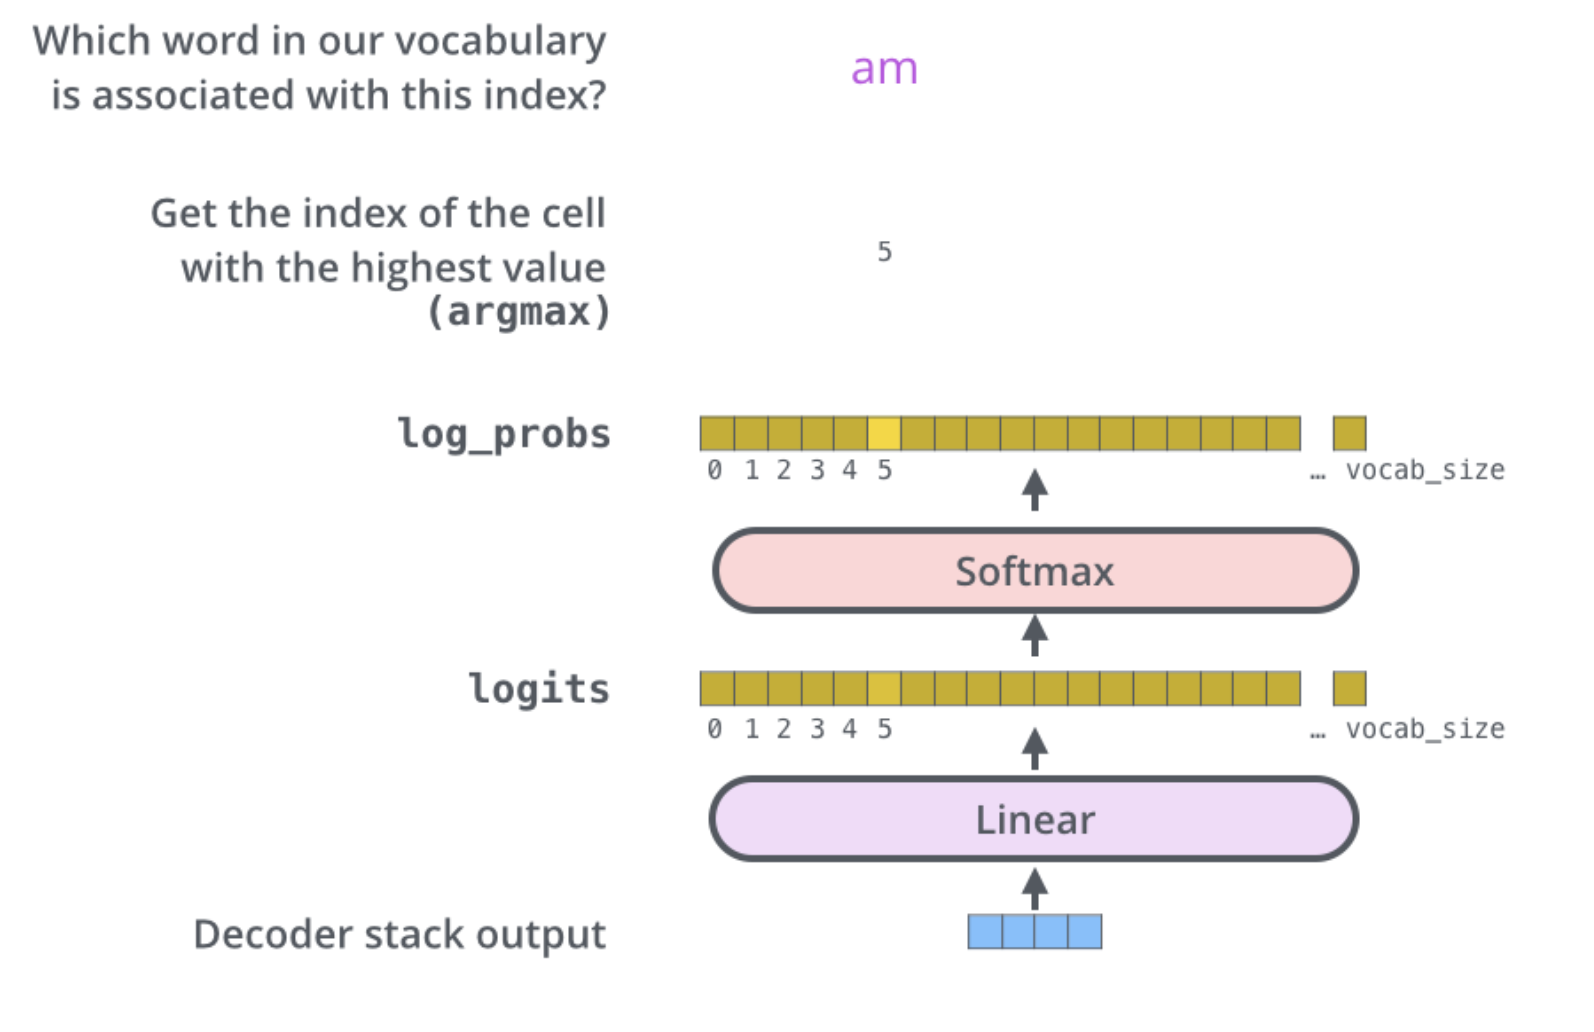 Which word in our vocabulary
is associated with this index?
am
Get the index of the cell
with the highest value
(argmax)
5
log_probs
0 1 2 3 4 5 … vocab_size
Softmax
logits
0 1 2 3 4 5 … vocab_size
Linear
Decoder stack output